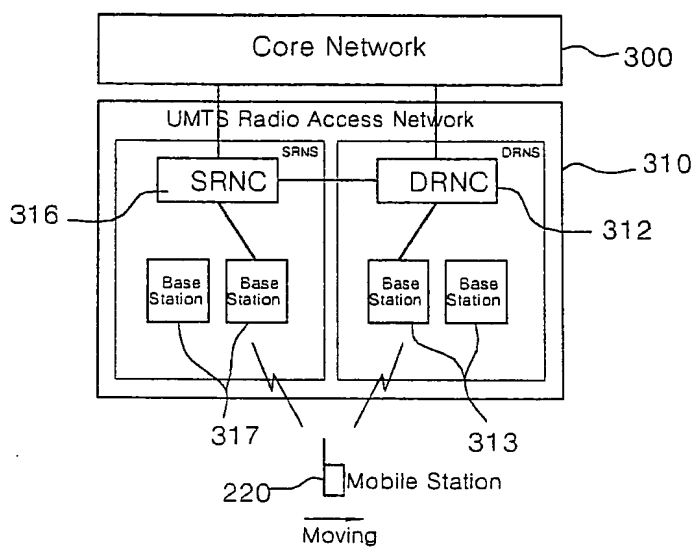 Core Network
300
UMTS Radio Access Network
SRNS
DRNS
310
SRNC
DRNC
316
312
Base
Station
Base
Station
Base
Station
Base
Station
317
313
220
Mobile Station
Moving